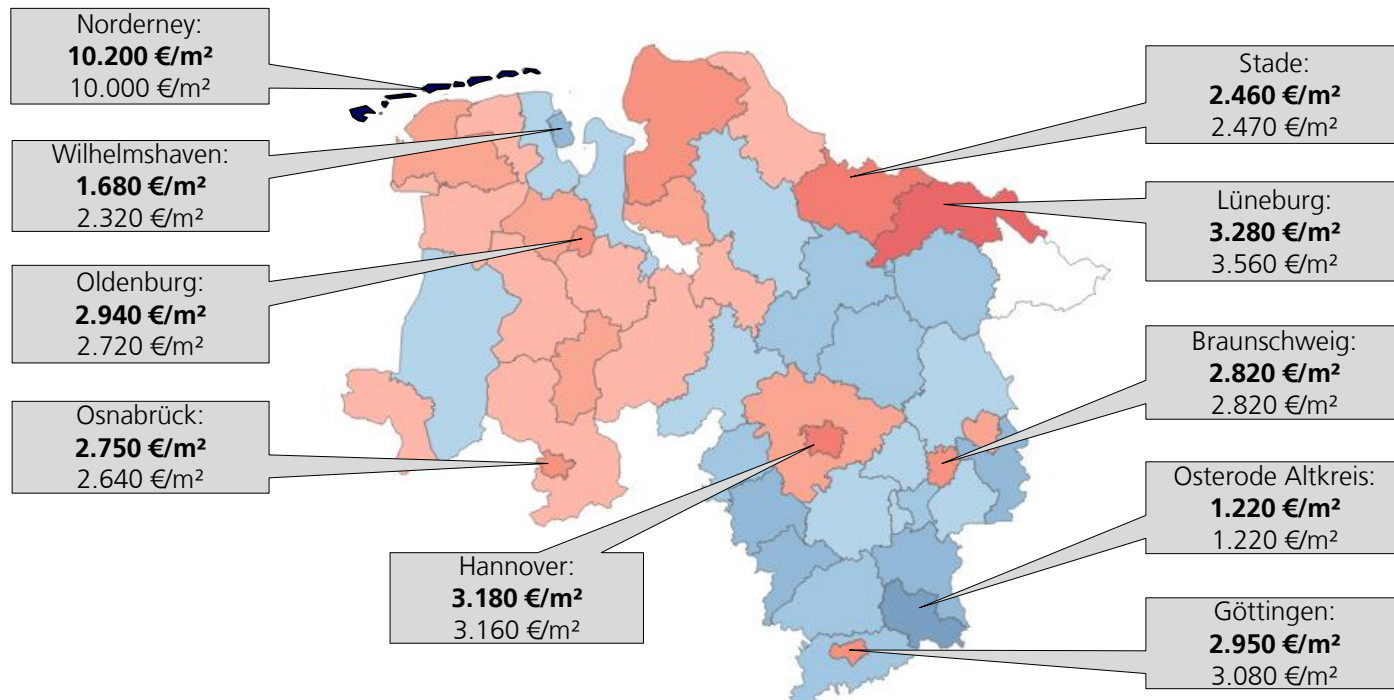 Norderney:
10.200 €/m²
10.000 €/m²
Wilhelmshaven:
1.680 €/m²
2.320 €/m²
Oldenburg:
2.940 €/m²
2.720 €/m²
Osnabrück:
2.750 €/m²
2.640 €/m²
Hannover:
3.180 €/m²
3.160 €/m²
Stade:
2.460 €/m²
2.470 €/m²
Lüneburg:
3.280 €/m²
3.560 €/m²
Braunschweig:
2.820 €/m²
2.820 €/m²
Osterode Altkreis:
1.220 €/m²
1.220 €/m²
Göttingen:
2.950 €/m²
3.080 €/m²